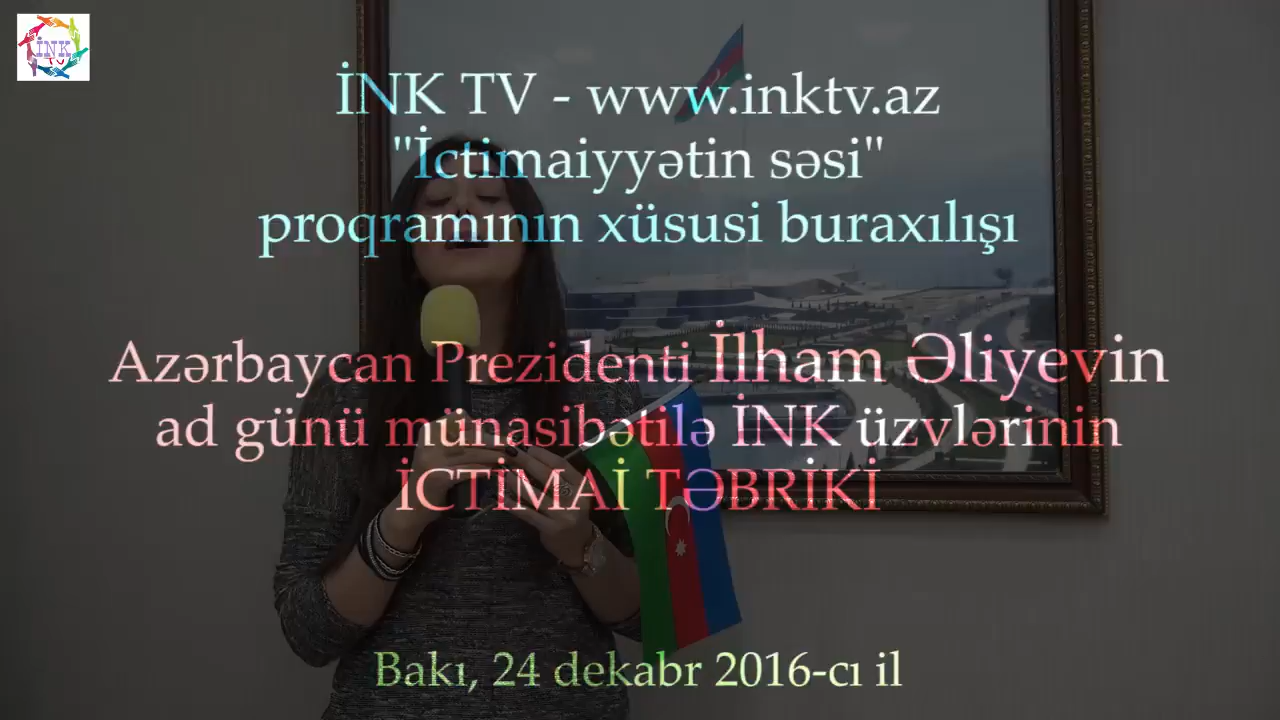 İNK
İNK TV - www.inktv.az
"İctimaiyyətin səsi"
proqramının xüsusi buraxılışı
Azərbaycan Prezidenti İlham Əliyevin
ad günü münasibətilə İNK üzvlərinin
İCTİMAİ TƏBRİKİ
Bakı, 24 dekabr 2016-cı il